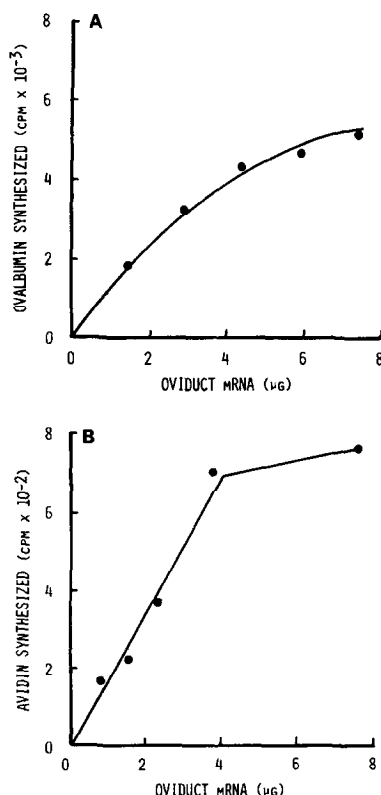 A
OVALBUMIN SYNTHESIZED (CPM x 10-3)
8
6
4
2
0
0 2 4 6 8
OVIDUCT MRNA (μG)
B
AVIDIN SYNTHESIZED (CPM x 10-2)
8
6
4
2
0
0 2 4 6 8
OVIDUCT MRNA (μG)